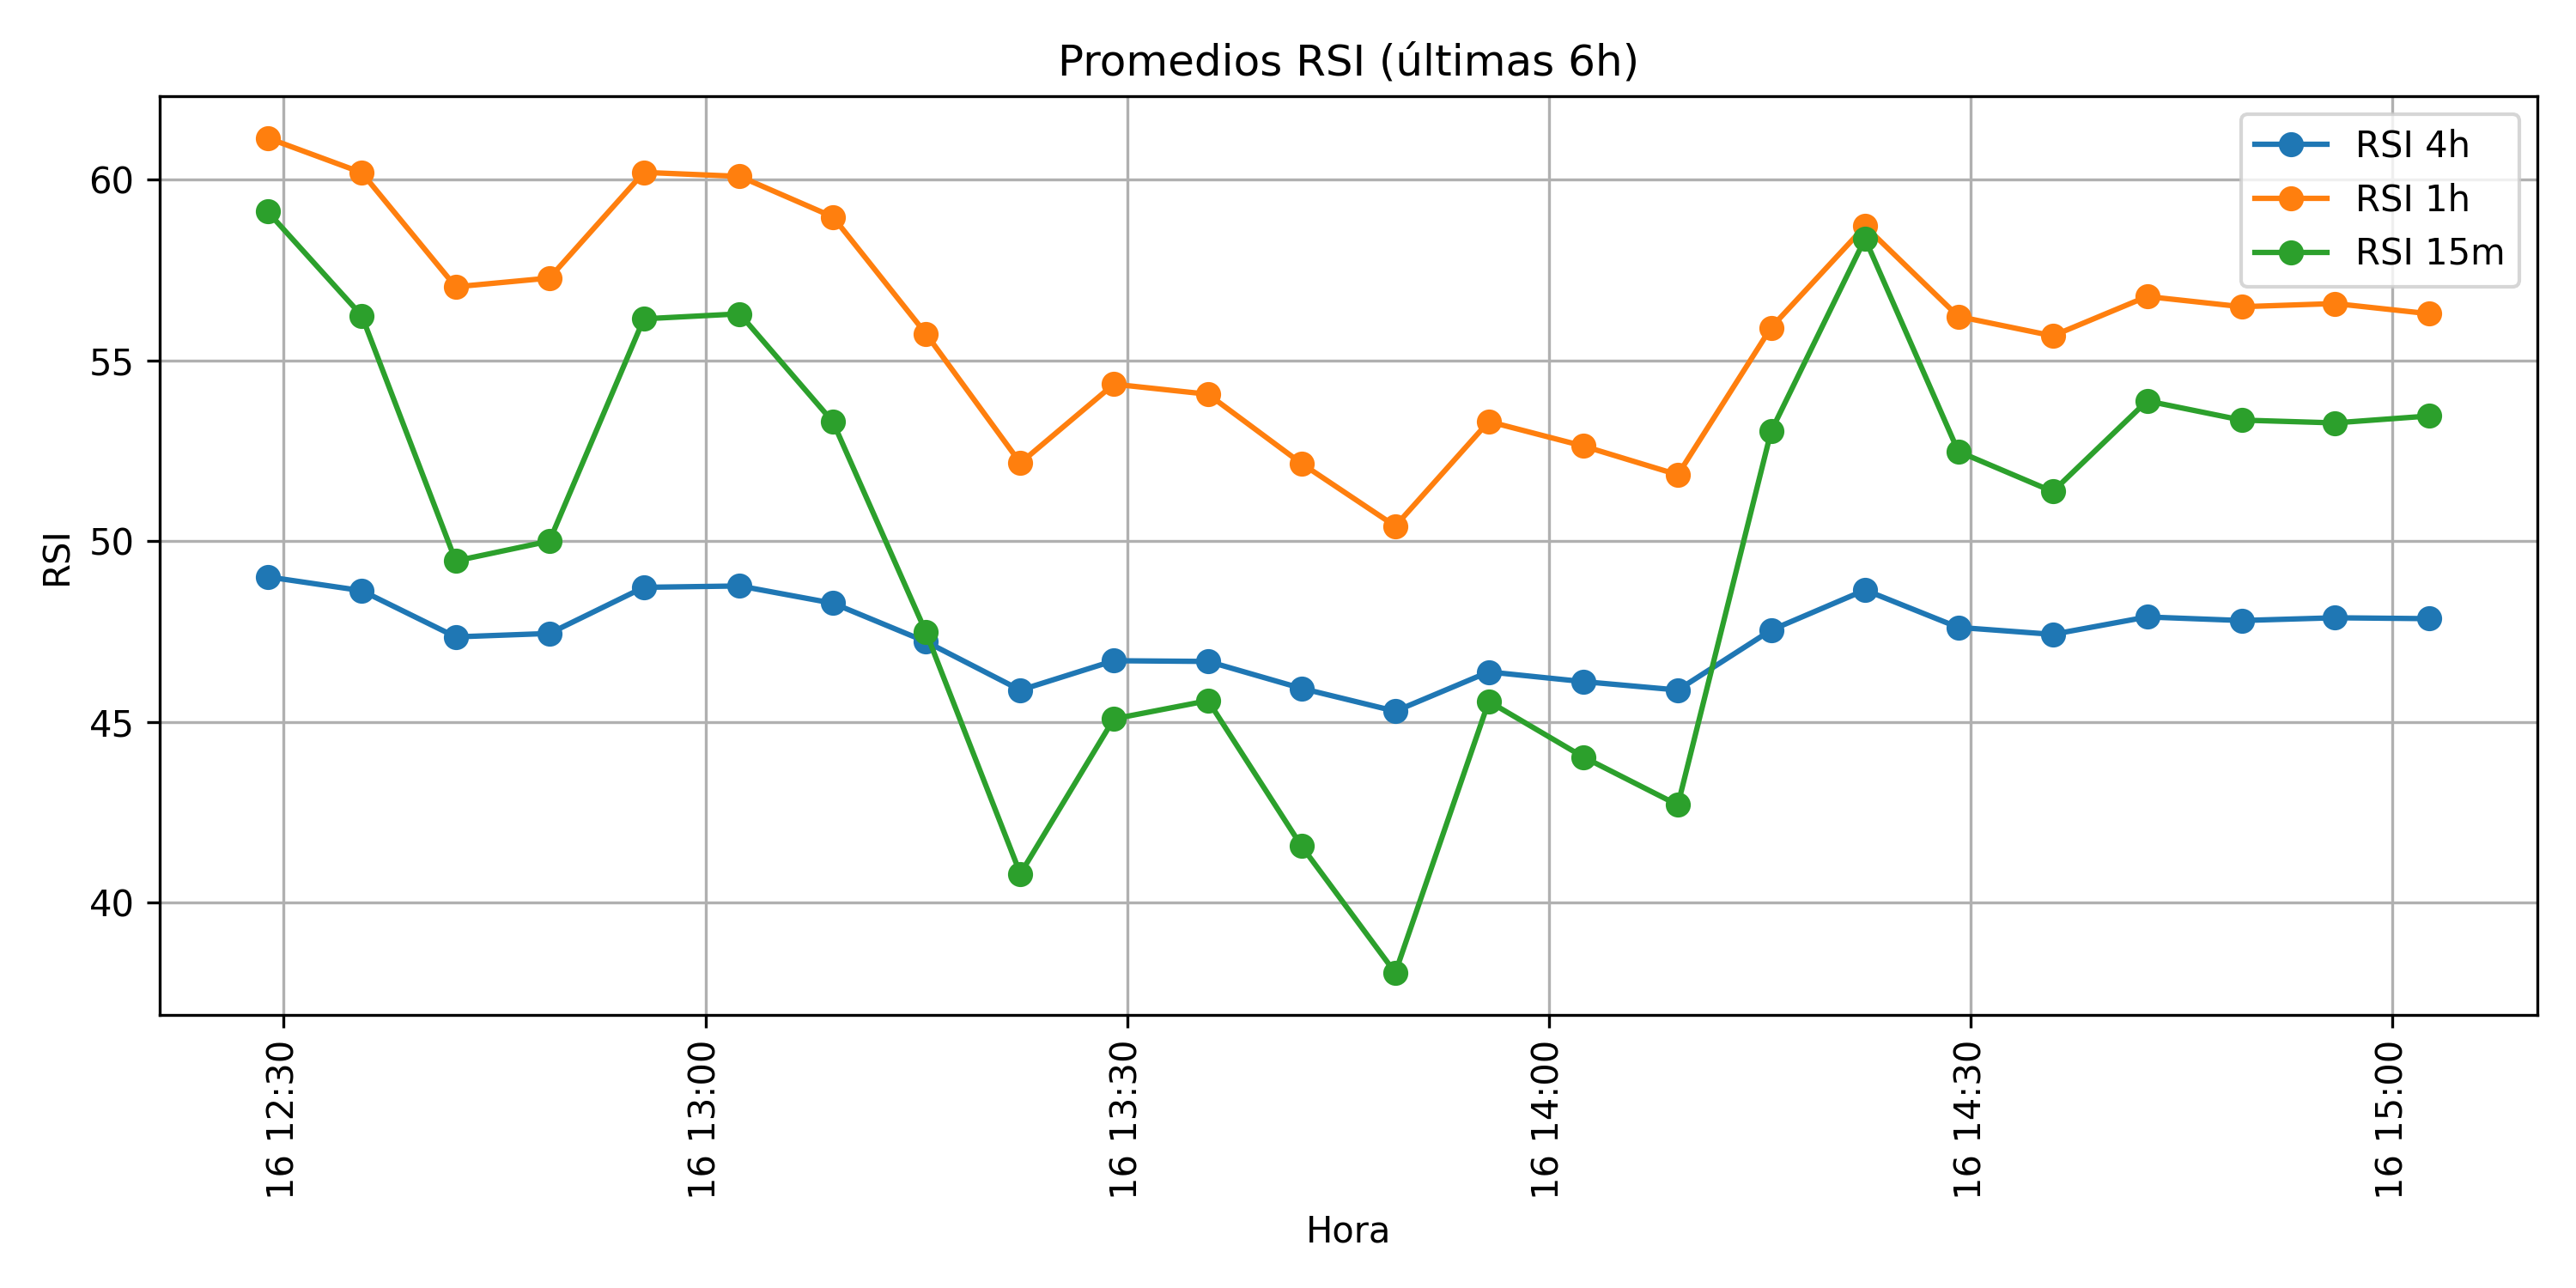 Promedios RSI (últimas 6h)
RSI 4h
RSI 1h
RSI 15m
RSI
60
55
50
45
40
16 12:30
16 13:00
16 13:30
16 14:00
16 14:30
16 15:00
Hora